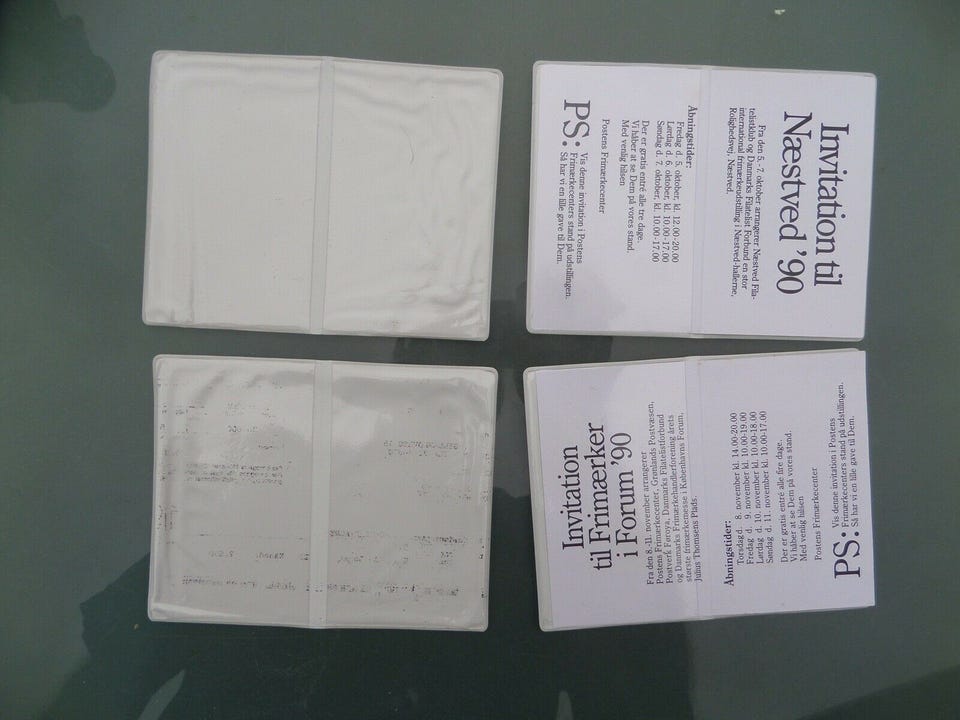 Invitation til
Næstved '90
Fra den 5.-7. oktober arrangerer Næstved Fila-
telistklub og Danmarks Filatelist Forbund en stor
international frimærkeudstilling i Næstved-hallerne,
Rolighedsvej, Næstved.
Åbningstider:
Fredag d. 5. oktober, kl. 12.00-20.00
Lørdag d. 6. oktober, kl. 10.00-17.00
Søndag d. 7. oktober, kl. 10.00-17.00
Der er gratis entré alle tre dage.
Vi håber at se Dem på vores stand.
Med venlig hilsen
Postens Frimærkecenter
PS: Vis denne invitation i Postens
Frimærkecenters stand på udstillingen.
Så har vi en lille gave til Dem.
Invitation
til Frimærker
i Forum '90
Fra den 8.-11. november arrangerer
Postens Frimærkecenter, Grønlands Postvæsen,
Postverk Føroya, Danmarks Filatelistforbund
og Danmarks Frimærkehandlerforening årets
største frimærkemesse i Københavns Forum,
Julius Thomsens Plads.
Åbningstider:
Torsdag d. 8. november kl. 14.00-20.00
Fredag d. 9. november kl. 10.00-19.00
Lørdag d. 10. november kl. 10.00-18.00
Søndag d. 11. november kl. 10.00-17.00
Der er gratis entré alle fire dage.
Vi håber at se Dem på vores stand.
Med venlig hilsen
Postens Frimærkecenter
PS: Vis denne invitation i Postens
Frimærkecenters stand på udstillingen.
Så har vi en lille gave til Dem.